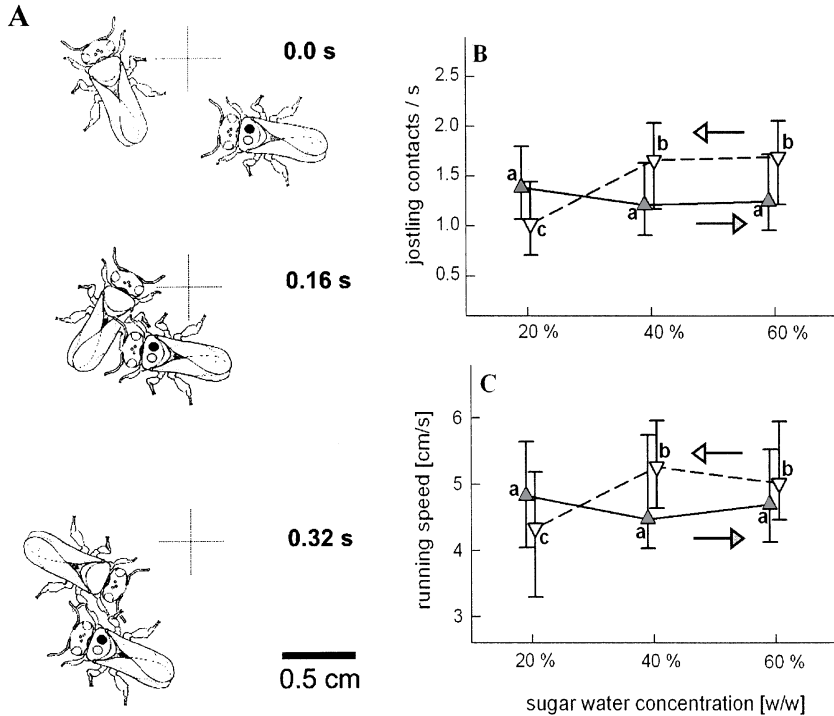 A
0.0 s
0.16 s
0.32 s
0.5 cm
B
jostling contacts / s
2.5
2.0
1.5
1.0
0.5
a
c
a
b
a
b
20 %
40 %
60 %
C
running speed [cm/s]
6
5
4
3
a
c
a
b
a
b
20 %
40 %
60 %
sugar water concentration [w/w]